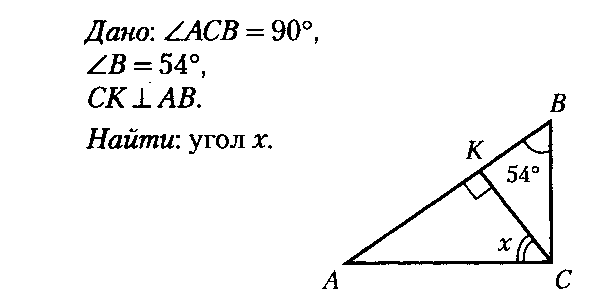 Дано: ∠ACB = 90°,
∠B = 54°,
CK ⊥ AB.
Найти: угол x.
B
K
54°
x
A
C